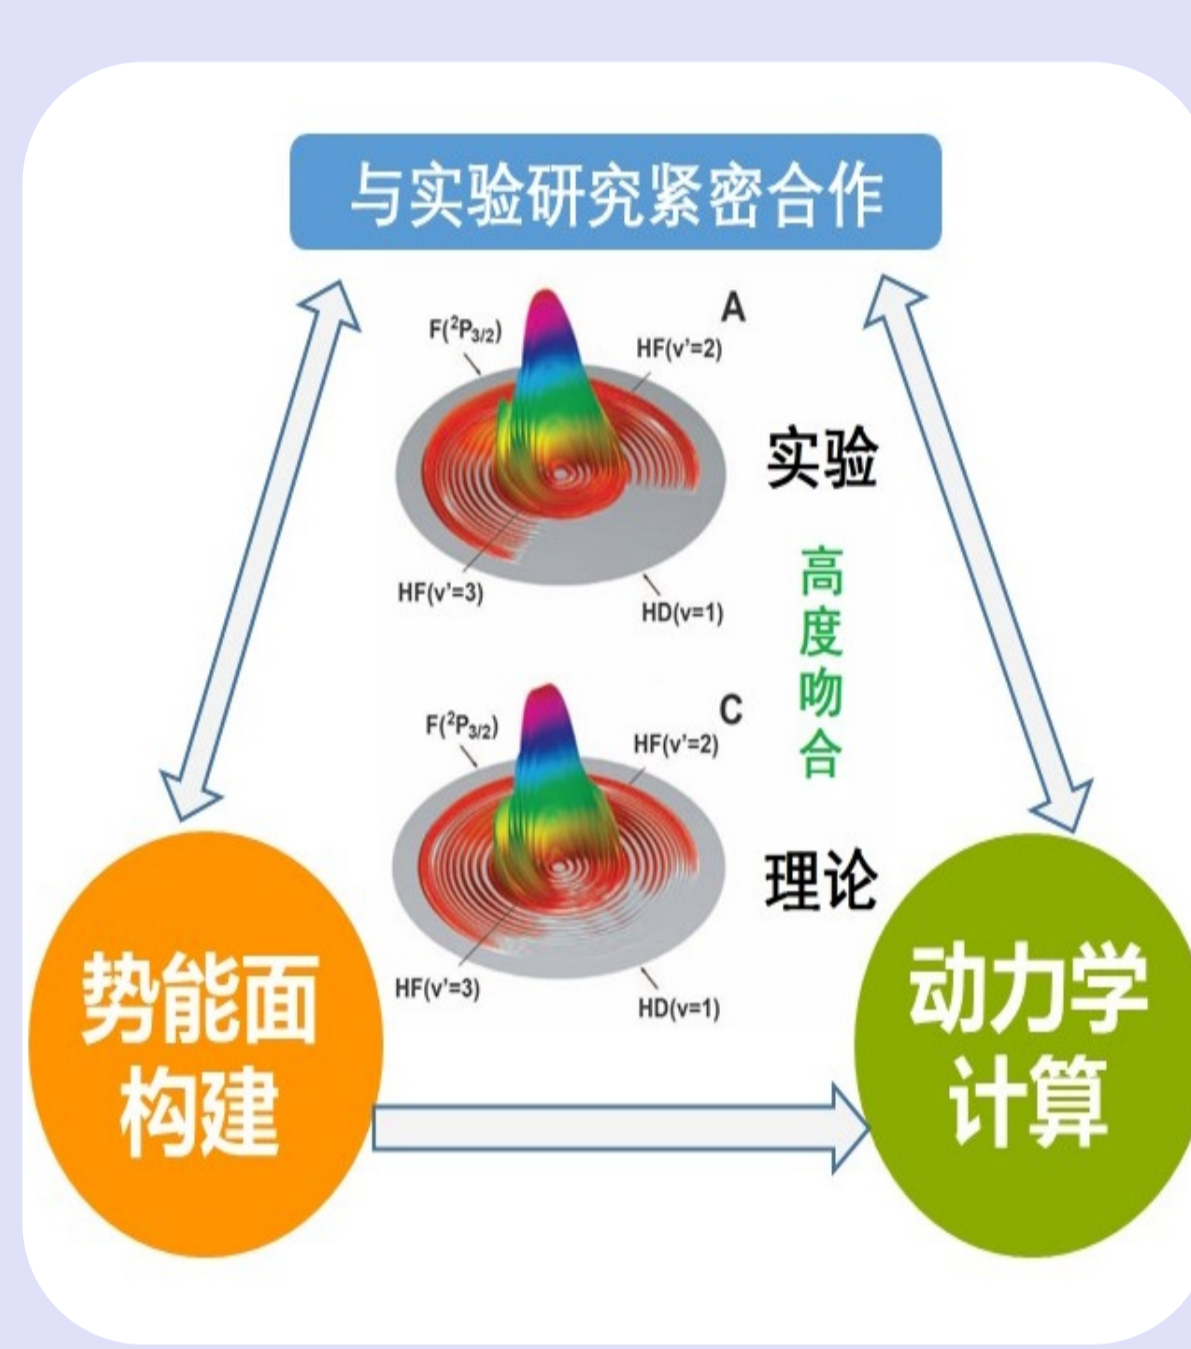 与实验研究紧密合作
A
F(²P₃/₂)
HF(v'=2)
实验
HF(v'=3)
HD(v=1)
高度吻合
C
F(²P₃/₂)
HF(v'=2)
理论
HF(v'=3)
HD(v=1)
势能面
构建
动力学
计算